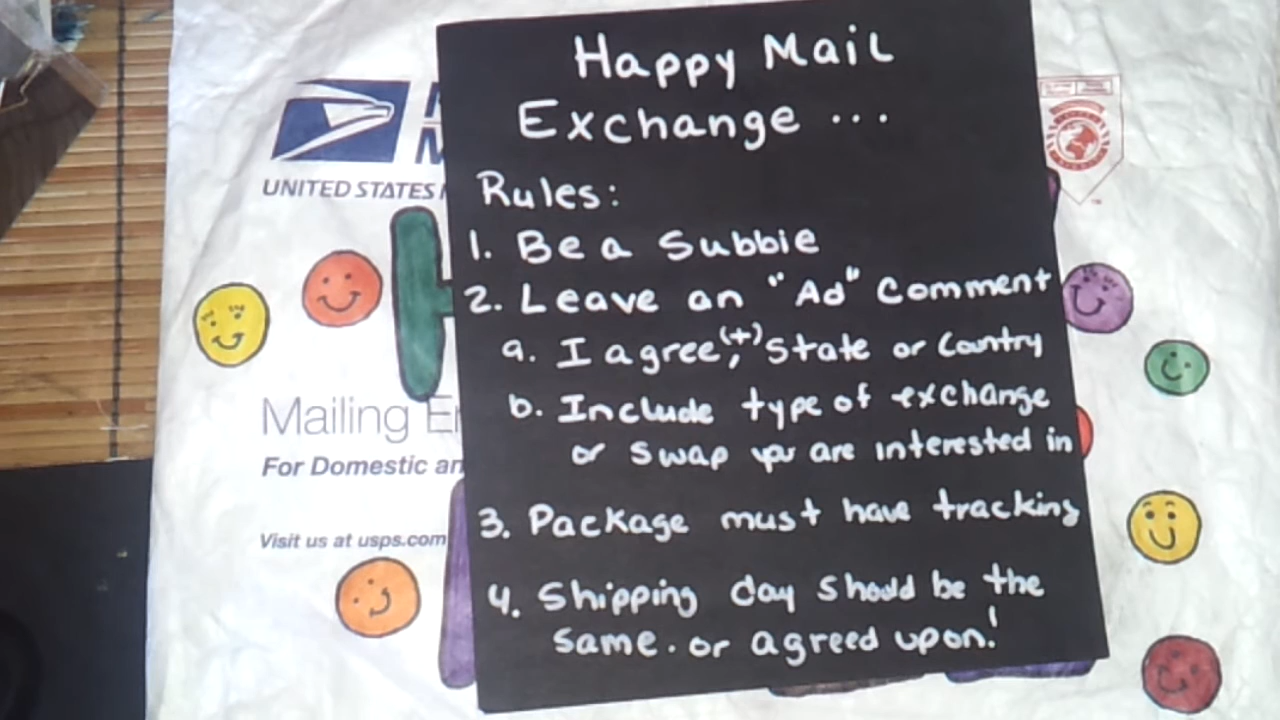 Happy Mail
Exchange ...
Rules:
1. Be a Subbie
2. Leave an "Ad" Comment
a. I agree,(+) State or Country
b. Include type of exchange
or swap you are interested in
3. Package must have tracking
4. Shipping day should be the
same. or agreed upon!
UNITED STATES
Mailing En
For Domestic an
Visit us at usps.com